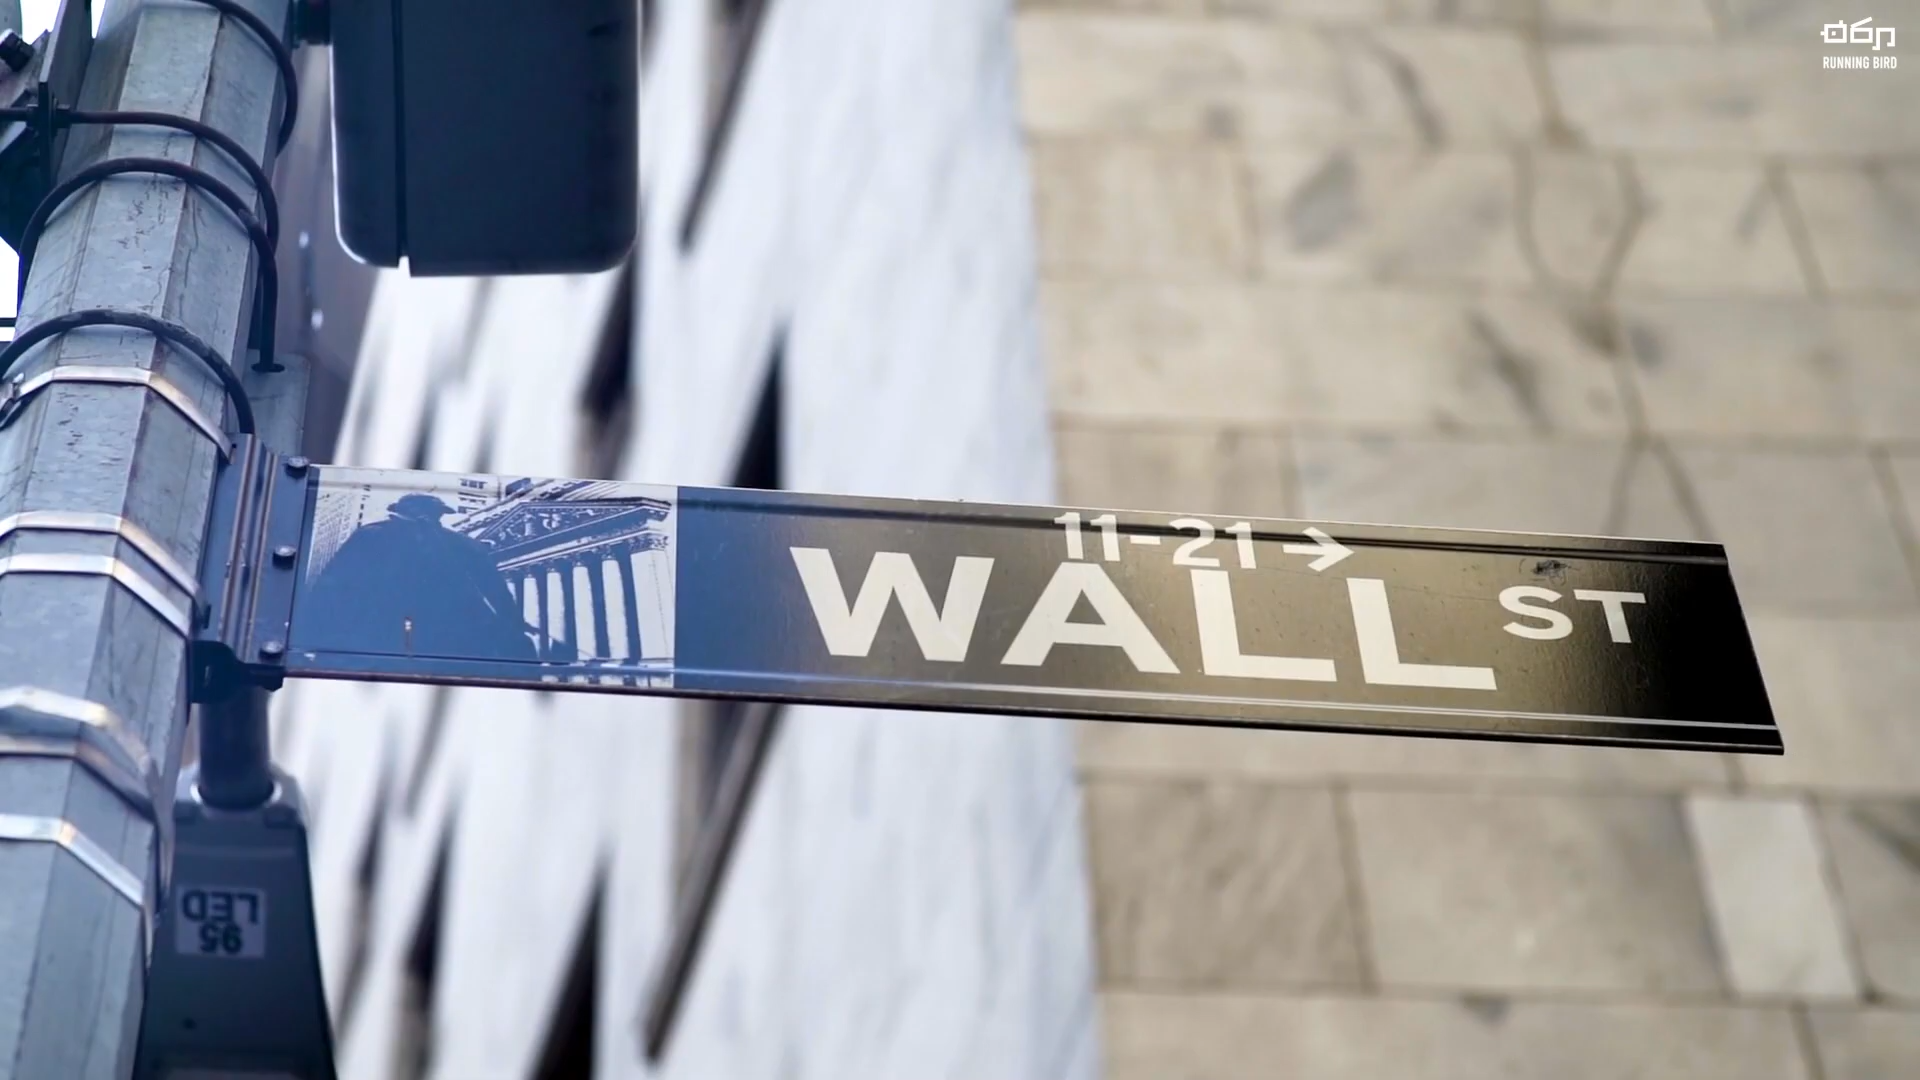 RUNNING BIRD
11-21 →
WALL ST
95
LED